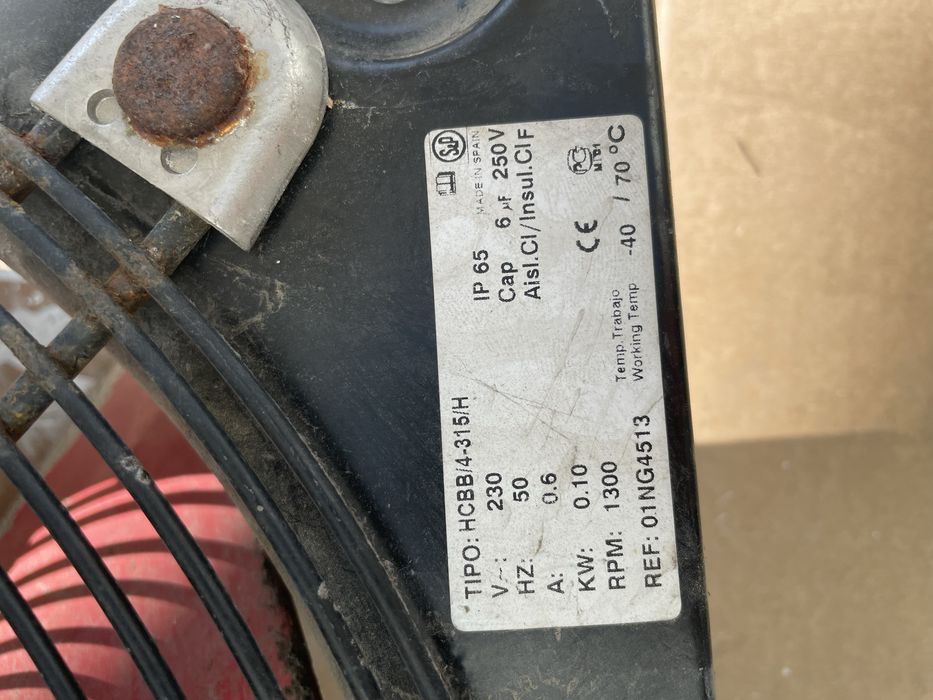 TIPO: HCBB/4-315/H
S&P
MADE IN SPAIN
V~: 230
IP 65
HZ: 50
Cap 6 µF 250V
A: 0.6
Aisl.Cl/Insul.Cl F
KW: 0.10
RPM: 1300
CE
Temp.Trabajo
Working Temp -40 / 70 ºC
REF: 01NG4513